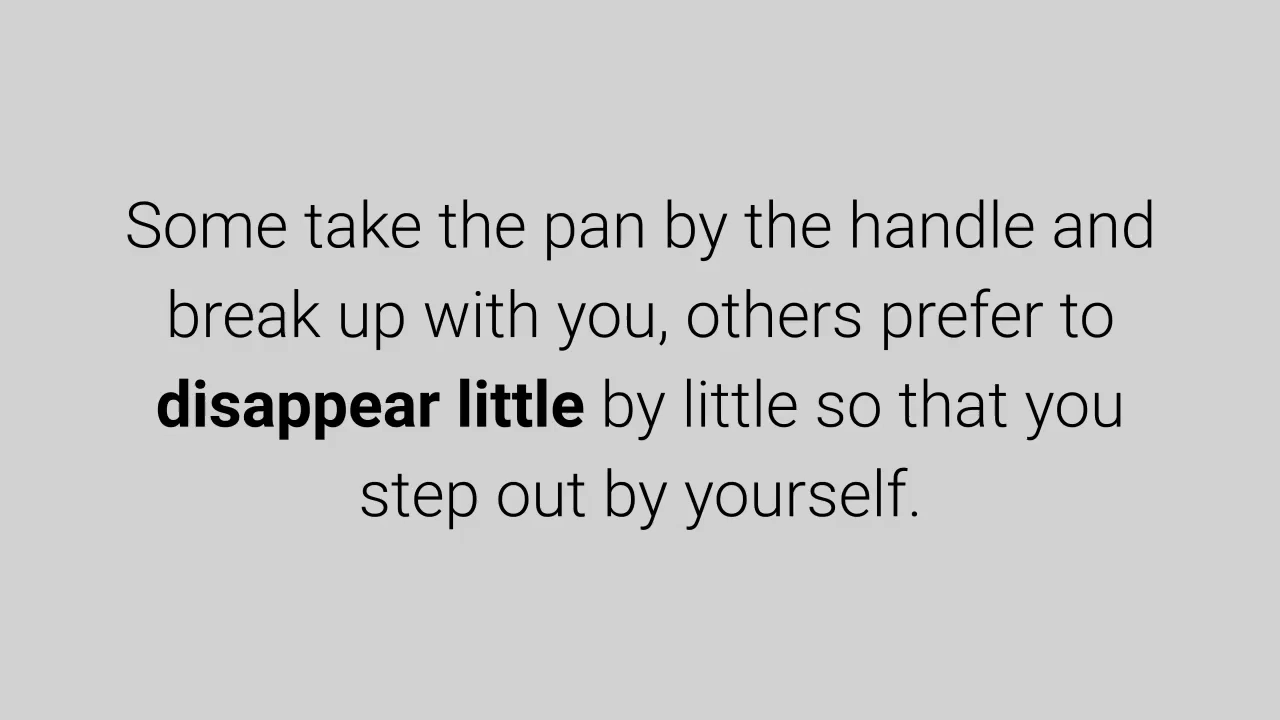 Some take the pan by the handle and
break up with you, others prefer to
disappear little by little so that you
step out by yourself.